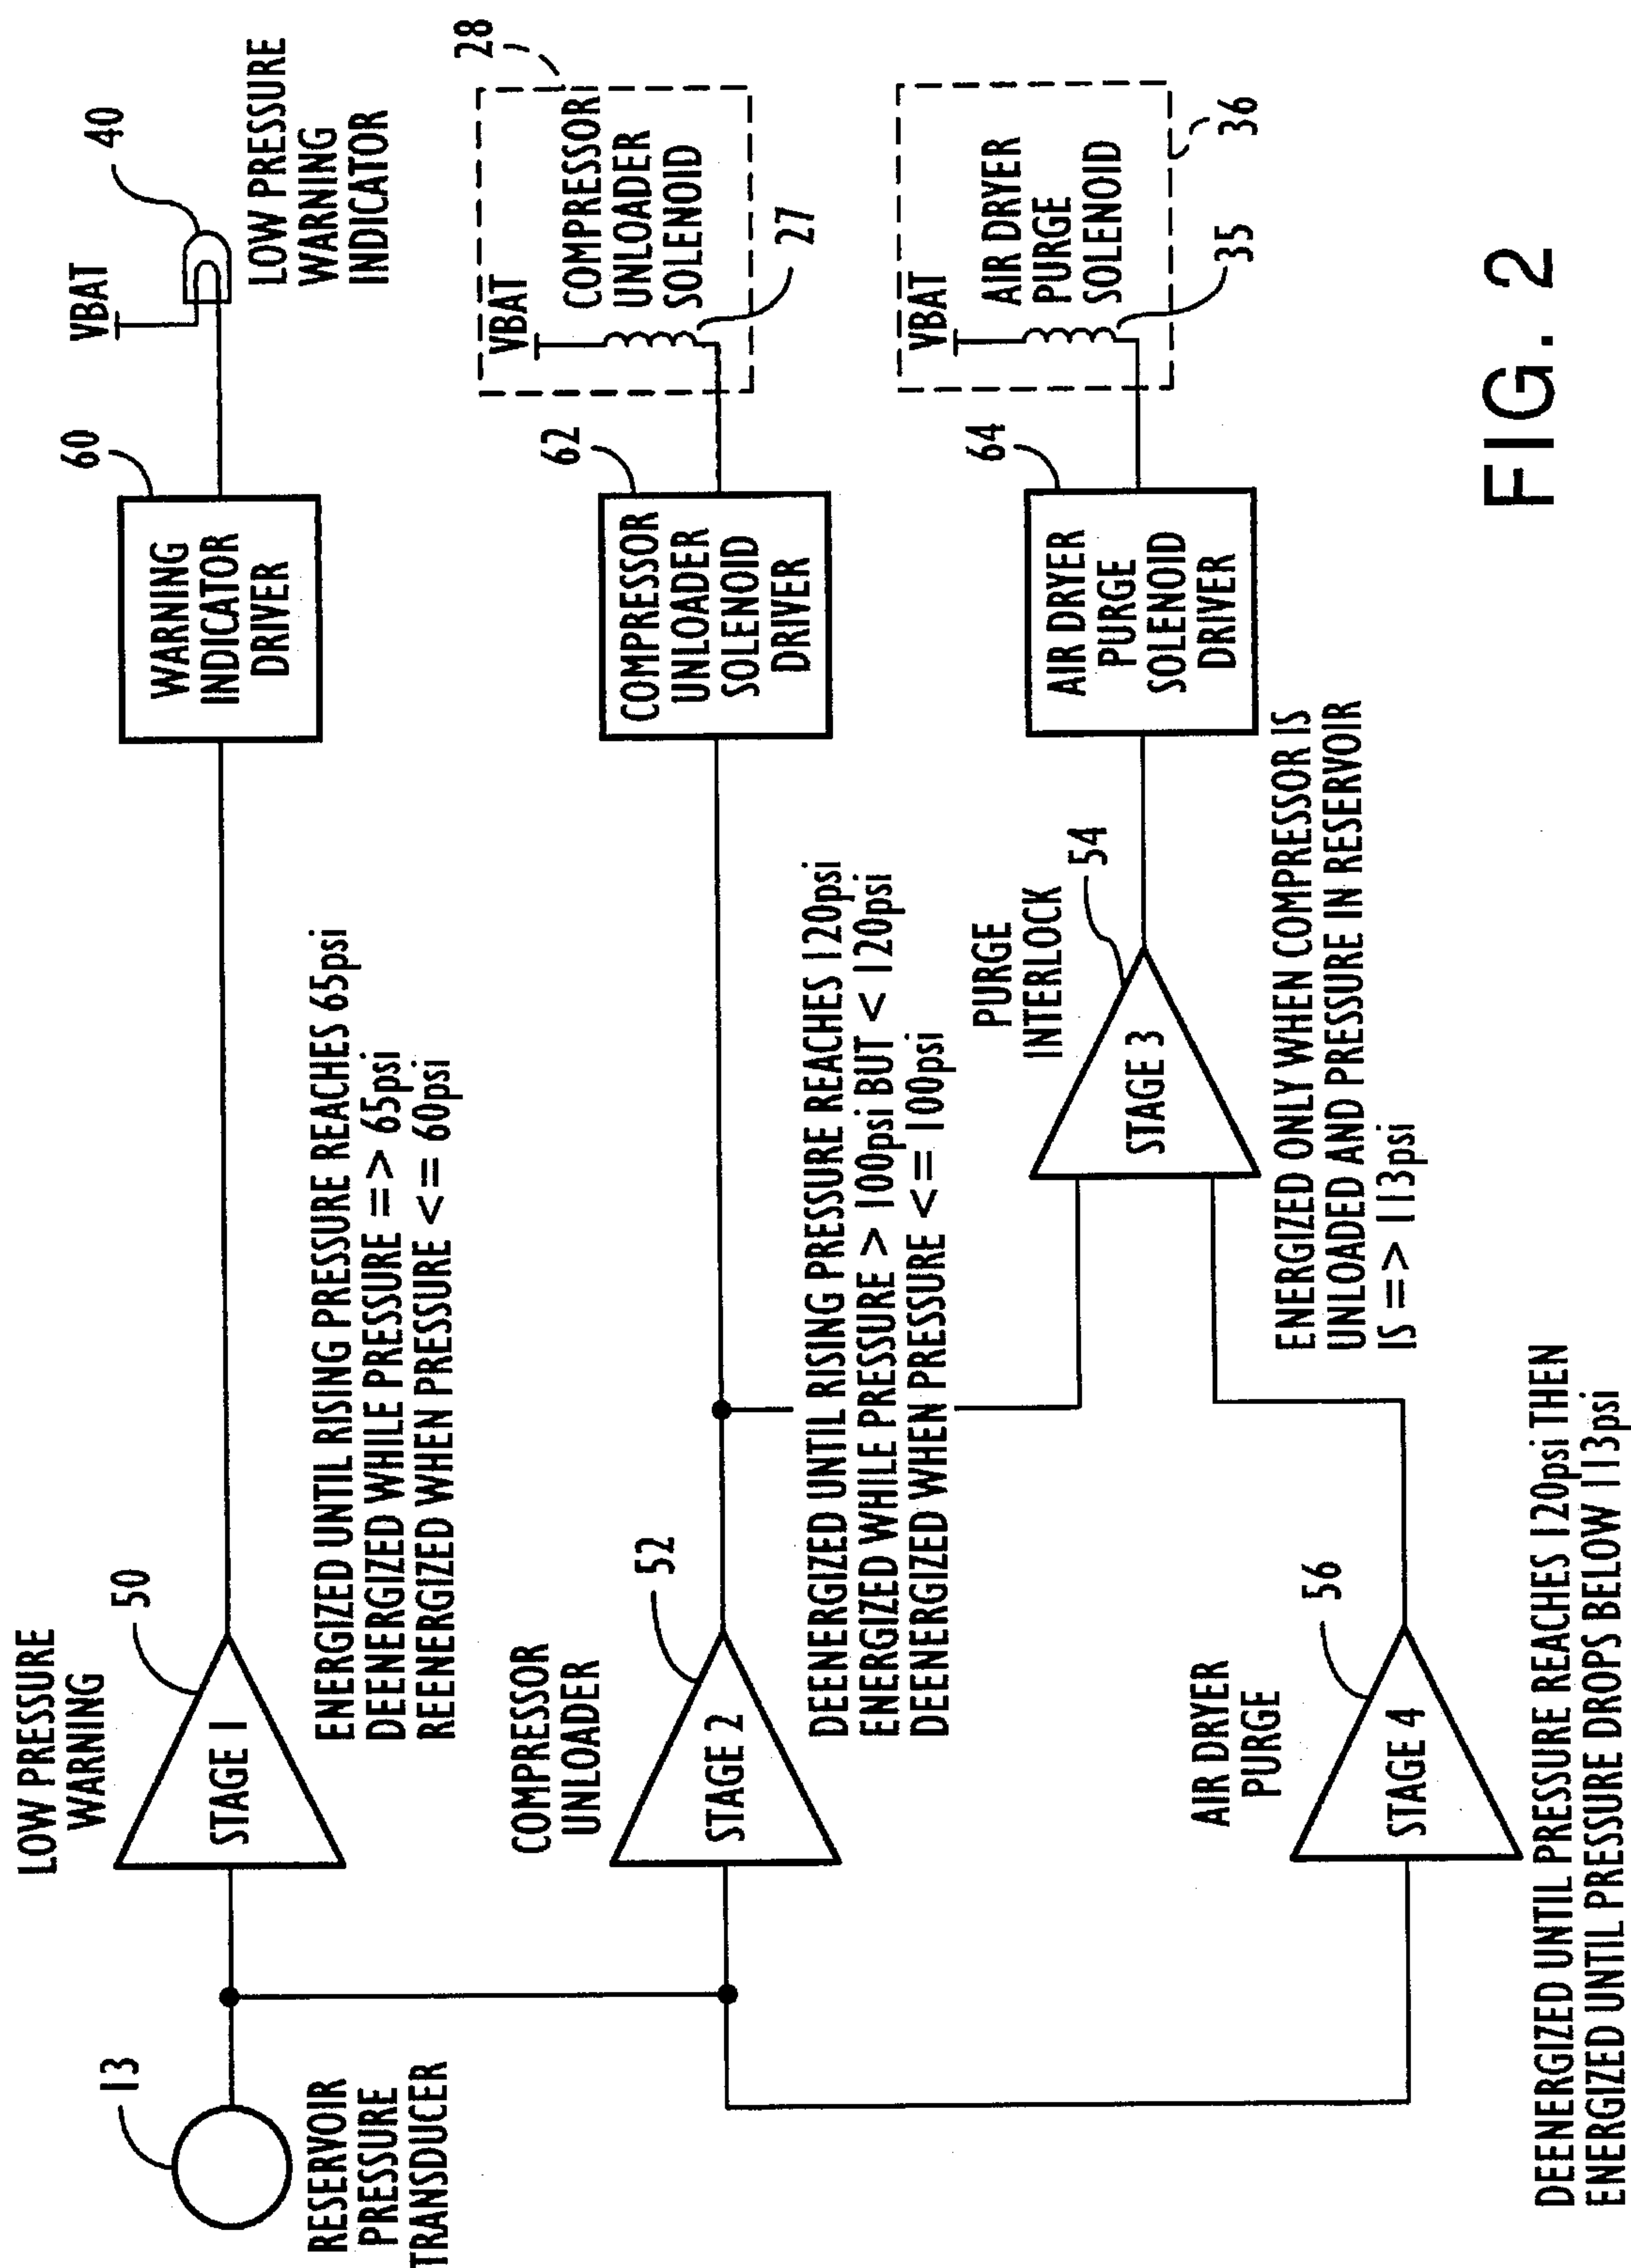 LOW PRESSURE
WARNING
50
STAGE 1
ENERGIZED UNTIL RISING PRESSURE REACHES 65psi
DEENERGIZED WHILE PRESSURE => 65psi
REENERGIZED WHEN PRESSURE <= 60psi
13
RESERVOIR
PRESSURE
TRANSDUCER
60
WARNING
INDICATOR
DRIVER
VBAT
40
LOW PRESSURE
WARNING
INDICATOR
COMPRESSOR
UNLOADER
52
STAGE 2
DEENERGIZED UNTIL RISING PRESSURE REACHES 120psi
ENERGIZED WHILE PRESSURE > 100psi BUT < 120psi
DEENERGIZED WHEN PRESSURE <= 100psi
62
COMPRESSOR
UNLOADER
SOLENOID
DRIVER
28
VBAT
COMPRESSOR
UNLOADER
SOLENOID
27
PURGE
INTERLOCK
54
STAGE 3
ENERGIZED ONLY WHEN COMPRESSOR IS
UNLOADED AND PRESSURE IN RESERVOIR
IS => 113psi
64
AIR DRYER
PURGE
SOLENOID
DRIVER
VBAT
AIR DRYER
PURGE
SOLENOID
35
36
AIR DRYER
PURGE
56
STAGE 4
DEENERGIZED UNTIL PRESSURE REACHES 120psi THEN
ENERGIZED UNTIL PRESSURE DROPS BELOW 113psi
FIG. 2